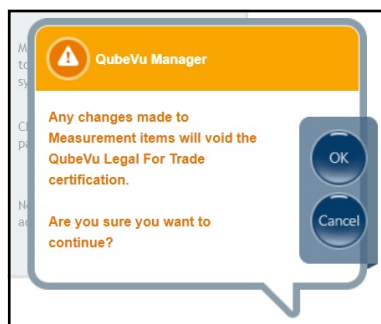 QubeVu Manager
Any changes made to
Measurement items will void the
QubeVu Legal For Trade
certification.
Are you sure you want to
continue?
OK
Cancel